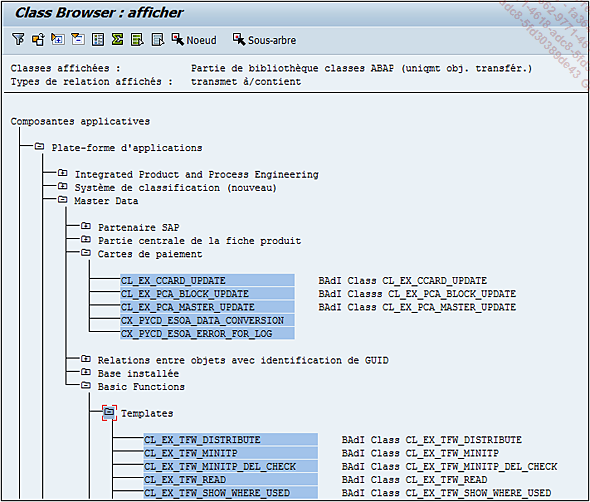 Class Browser : afficher
Noeud Sous-arbre
Classes affichées : Partie de bibliothèque classes ABAP (uniqmt obj. transfér.)
Types de relation affichés : transmet à/contient
Composantes applicatives
Plate-forme d'applications
Integrated Product and Process Engineering
Système de classification (nouveau)
Master Data
Partenaire SAP
Partie centrale de la fiche produit
Cartes de paiement
CL_EX_CCARD_UPDATE BAdI Class CL_EX_CCARD_UPDATE
CL_EX_PCA_BLOCK_UPDATE BAdI Classs CL_EX_PCA_BLOCK_UPDATE
CL_EX_PCA_MASTER_UPDATE BAdI Class CL_EX_PCA_MASTER_UPDATE
CX_PYCD_ESOA_DATA_CONVERSION
CX_PYCD_ESOA_ERROR_FOR_LOG
Relations entre objets avec identification de GUID
Base installée
Basic Functions
Templates
CL_EX_TFW_DISTRIBUTE BAdI Class CL_EX_TFW_DISTRIBUTE
CL_EX_TFW_MINITP BAdI Class CL_EX_TFW_MINITP
CL_EX_TFW_MINITP_DEL_CHECK BAdI Class CL_EX_TFW_MINITP_DEL_CHECK
CL_EX_TFW_READ BAdI Class CL_EX_TFW_READ
CL_EX_TFW_SHOW_WHERE_USED BAdI Class CL_EX_TFW_SHOW_WHERE_USED